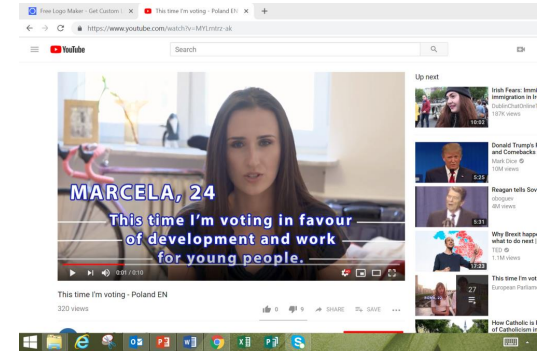 Free Logo Maker - Get Custom
This time I'm voting - Poland EN
https://www.youtube.com/watch?v=MYLmtrz-ak
YouTube
Search
Up next
MARCELA, 24
This time I'm voting in favour
of development and work
for young people.
0:01 / 0:10
This time I'm voting - Poland EN
320 views
0
9
SHARE
SAVE
10:02
Irish Fears: Immi
immigration in Ir
DublinChatOnline1
187K views
5:25
Donald Trump's
and Comebacks
Mark Dice
10M views
5:31
Reagan tells Sov
aboguev
4M views
17:23
Why Brexit happe
what to do next |
TED
1.1M views
27
This time I'm vot
European Parliame
How Catholic is
of Catholicism in